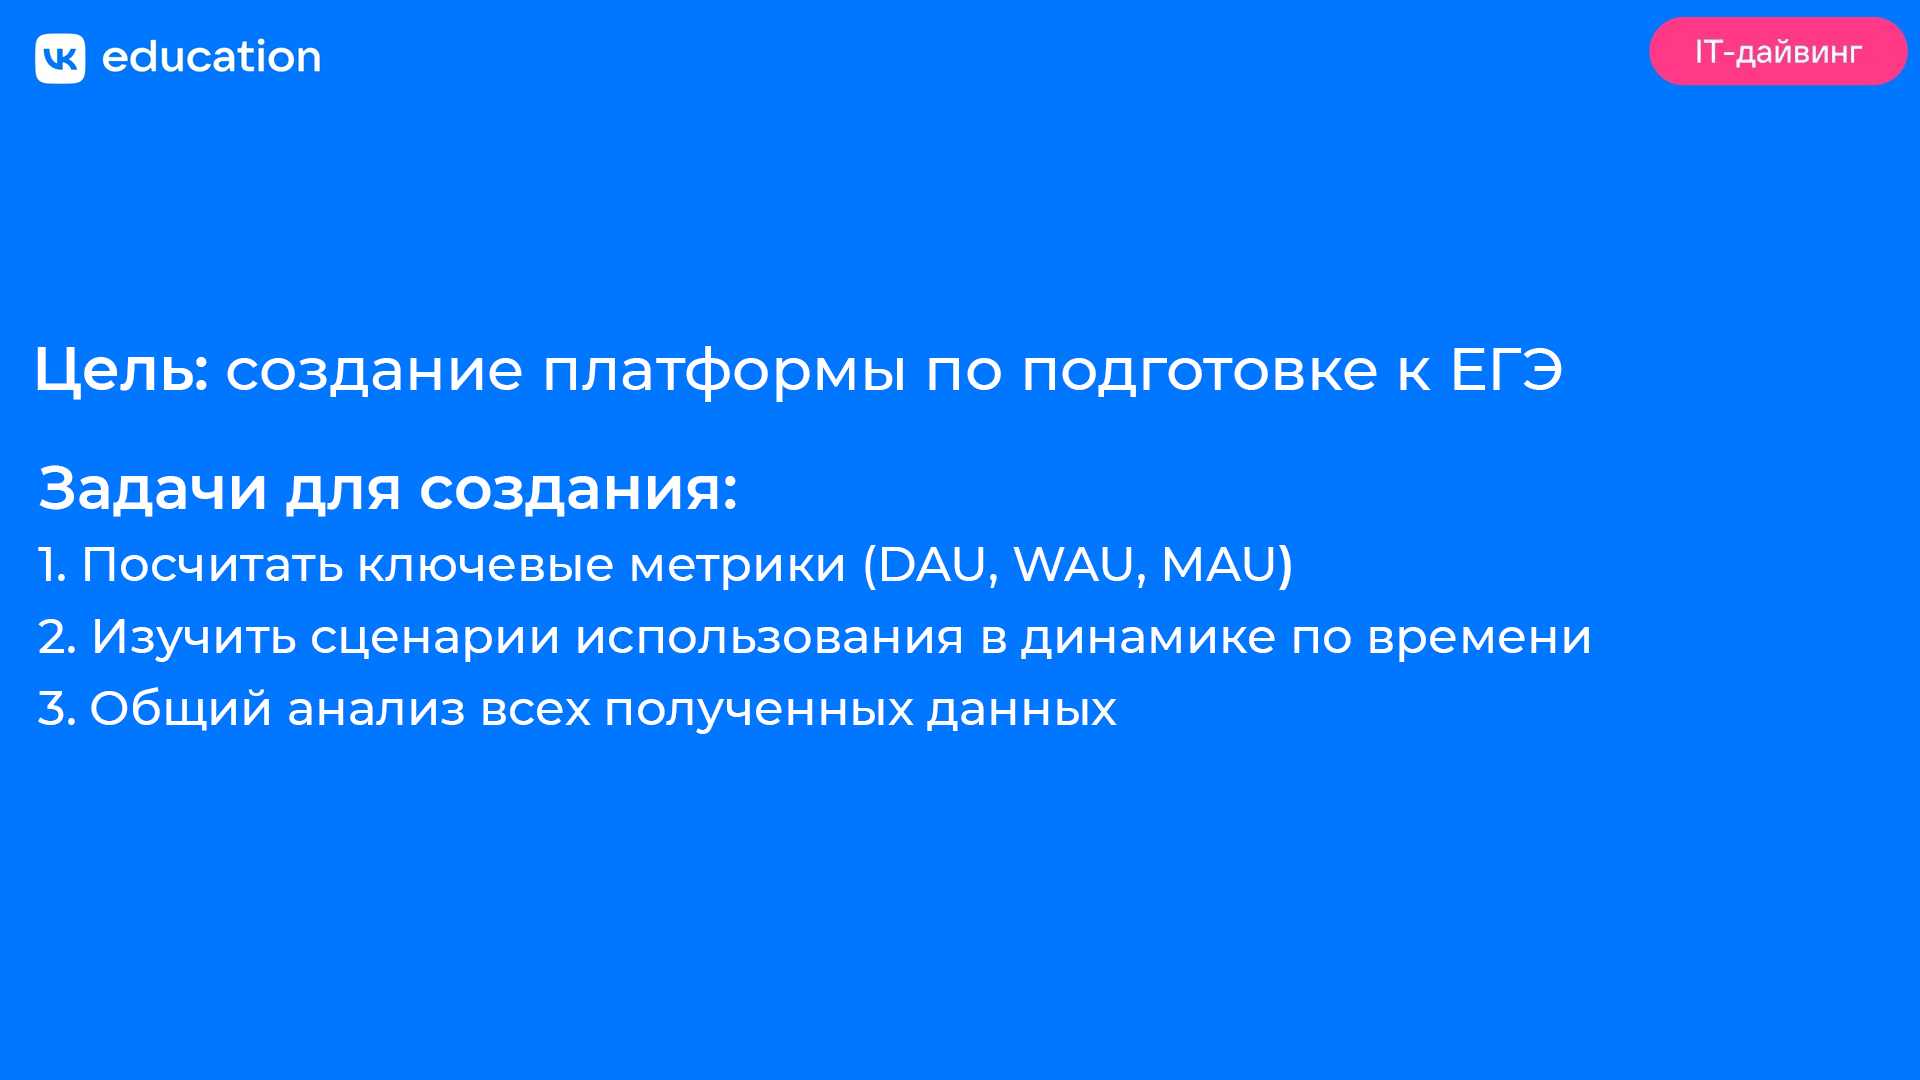 VK education
IT-дайвинг
Цель: создание платформы по подготовке к ЕГЭ
Задачи для создания:
1. Посчитать ключевые метрики (DAU, WAU, MAU)
2. Изучить сценарии использования в динамике по времени
3. Общий анализ всех полученных данных